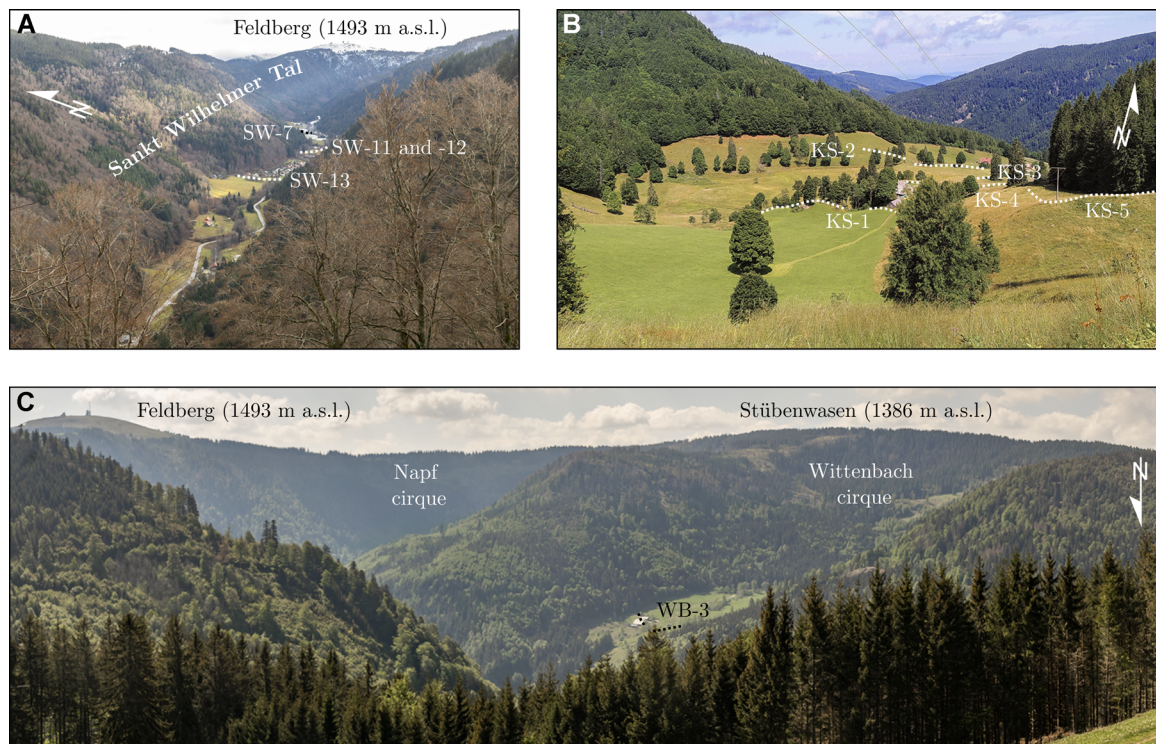 A
Feldberg (1493 m a.s.l.)
Sankt Wilhelmer Tal
N
SW-7
SW-11 and -12
SW-13
B
KS-2
KS-3
KS-4
KS-1
KS-5
N
C
Feldberg (1493 m a.s.l.)
Stübenwasen (1386 m a.s.l.)
Napf
cirque
Wittenbach
cirque
N
WB-3